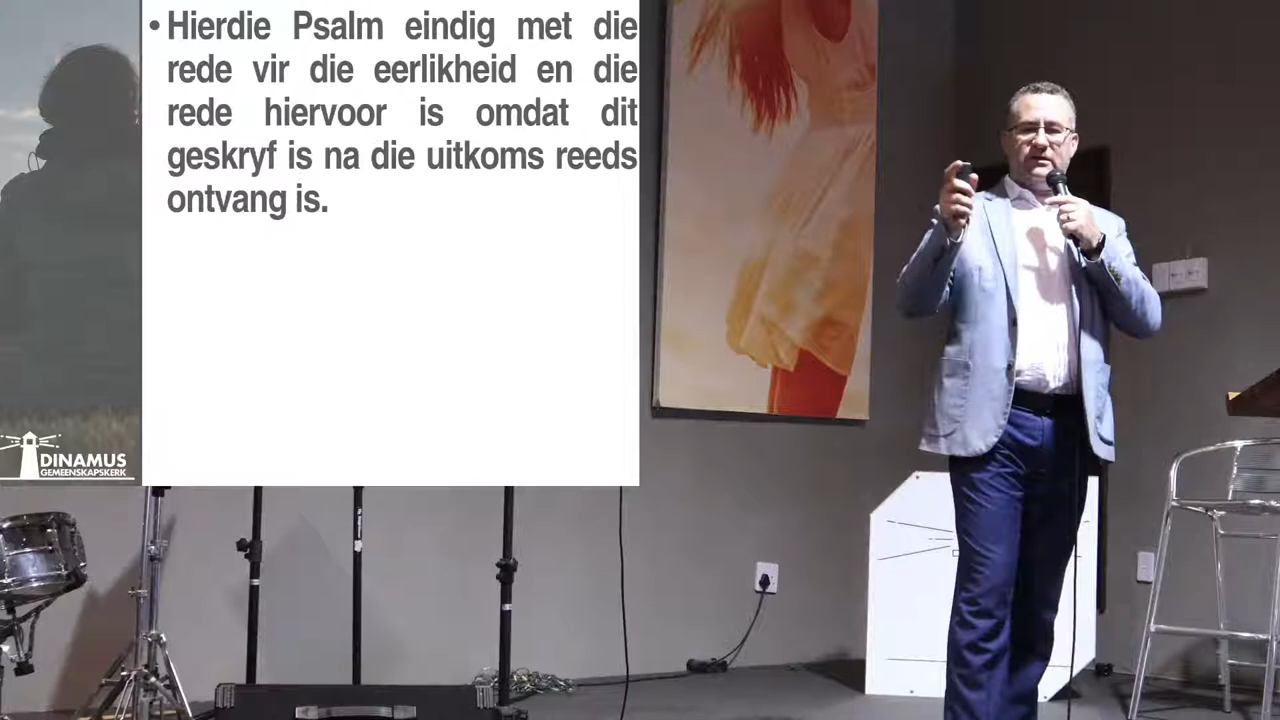 • Hierdie Psalm eindig met die
rede vir die eerlikheid en die
rede hiervoor is omdat dit
geskryf is na die uitkoms reeds
ontvang is.
DINAMUS
GEMEENSKAPSKERK